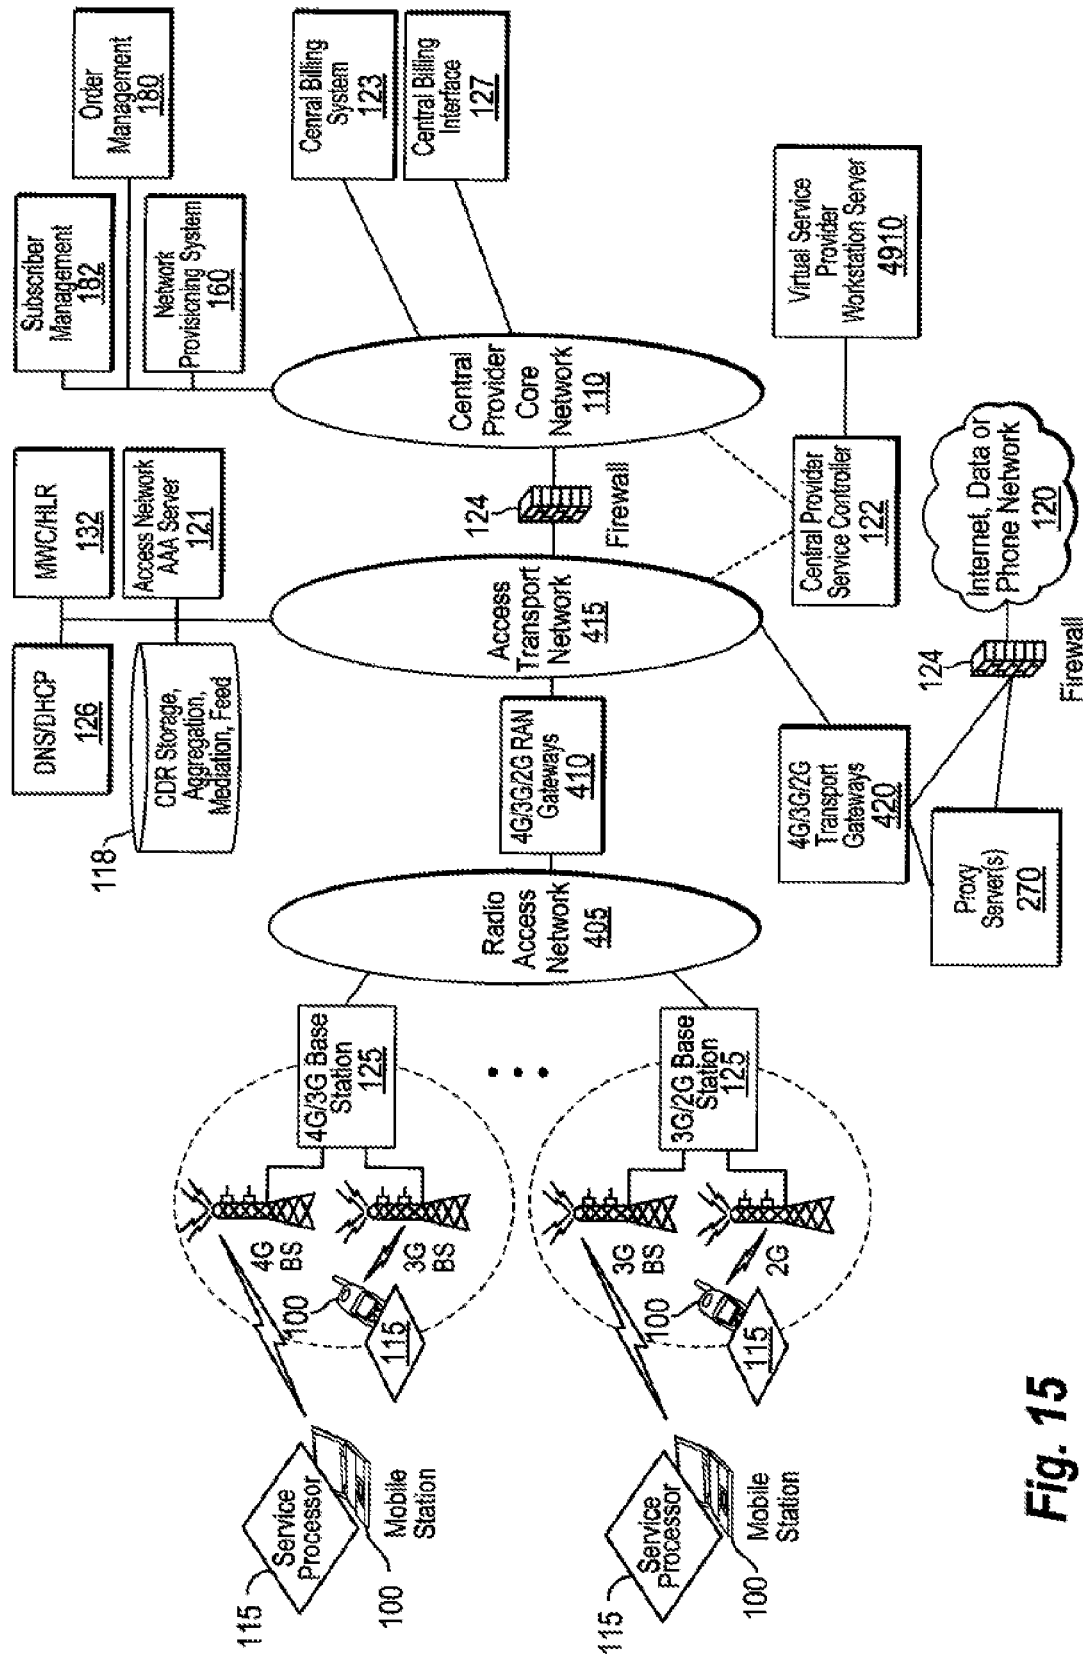 Subscriber
Management
182
Order
Management
180
Network
Provisioning System
160
Cenral Billing
System
123
Central Billing
Interface
127
MWC/HLR
132
Access Network
AAA Server
121
DNS/DHCP
126
CDR Storage,
Aggregation,
Mediation, Feed
118
Central
Provider
Core
Network
110
124
Firewall
Access
Transport
Network
415
4G/3G/2G RAN
Gateways
410
Radio
Access
Network
405
Virtual Service
Provider
Workstation Server
4910
Central Provider
Service Controller
122
Internet, Data or
Phone Network
120
124
Firewall
4G/3G/2G
Transport
Gateways
420
Proxy
Server(s)
270
4G/3G Base
Station
125
4G
BS
3G
BS
100
115
Service
Processor
115
100
Mobile
Station
3G/2G Base
Station
125
3G
BS
2G
100
115
Service
Processor
115
100
Mobile
Station
Fig. 15